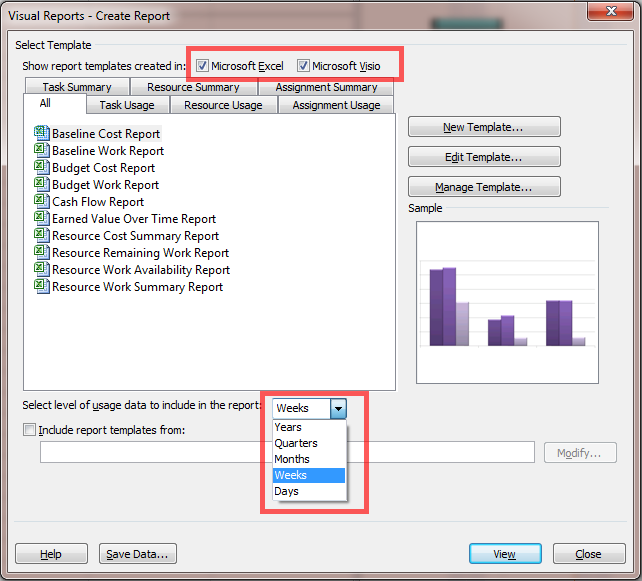 Visual Reports - Create Report
Select Template
Show report templates created in: Microsoft Excel Microsoft Visio
Task Summary Resource Summary Assignment Summary
All Task Usage Resource Usage Assignment Usage
Baseline Cost Report
Baseline Work Report
Budget Cost Report
Budget Work Report
Cash Flow Report
Earned Value Over Time Report
Resource Cost Summary Report
Resource Remaining Work Report
Resource Work Availability Report
Resource Work Summary Report
New Template...
Edit Template...
Manage Template...
Sample
Select level of usage data to include in the report: Weeks
Years
Quarters
Months
Weeks
Days
Include report templates from:
Modify...
Help Save Data... View Close